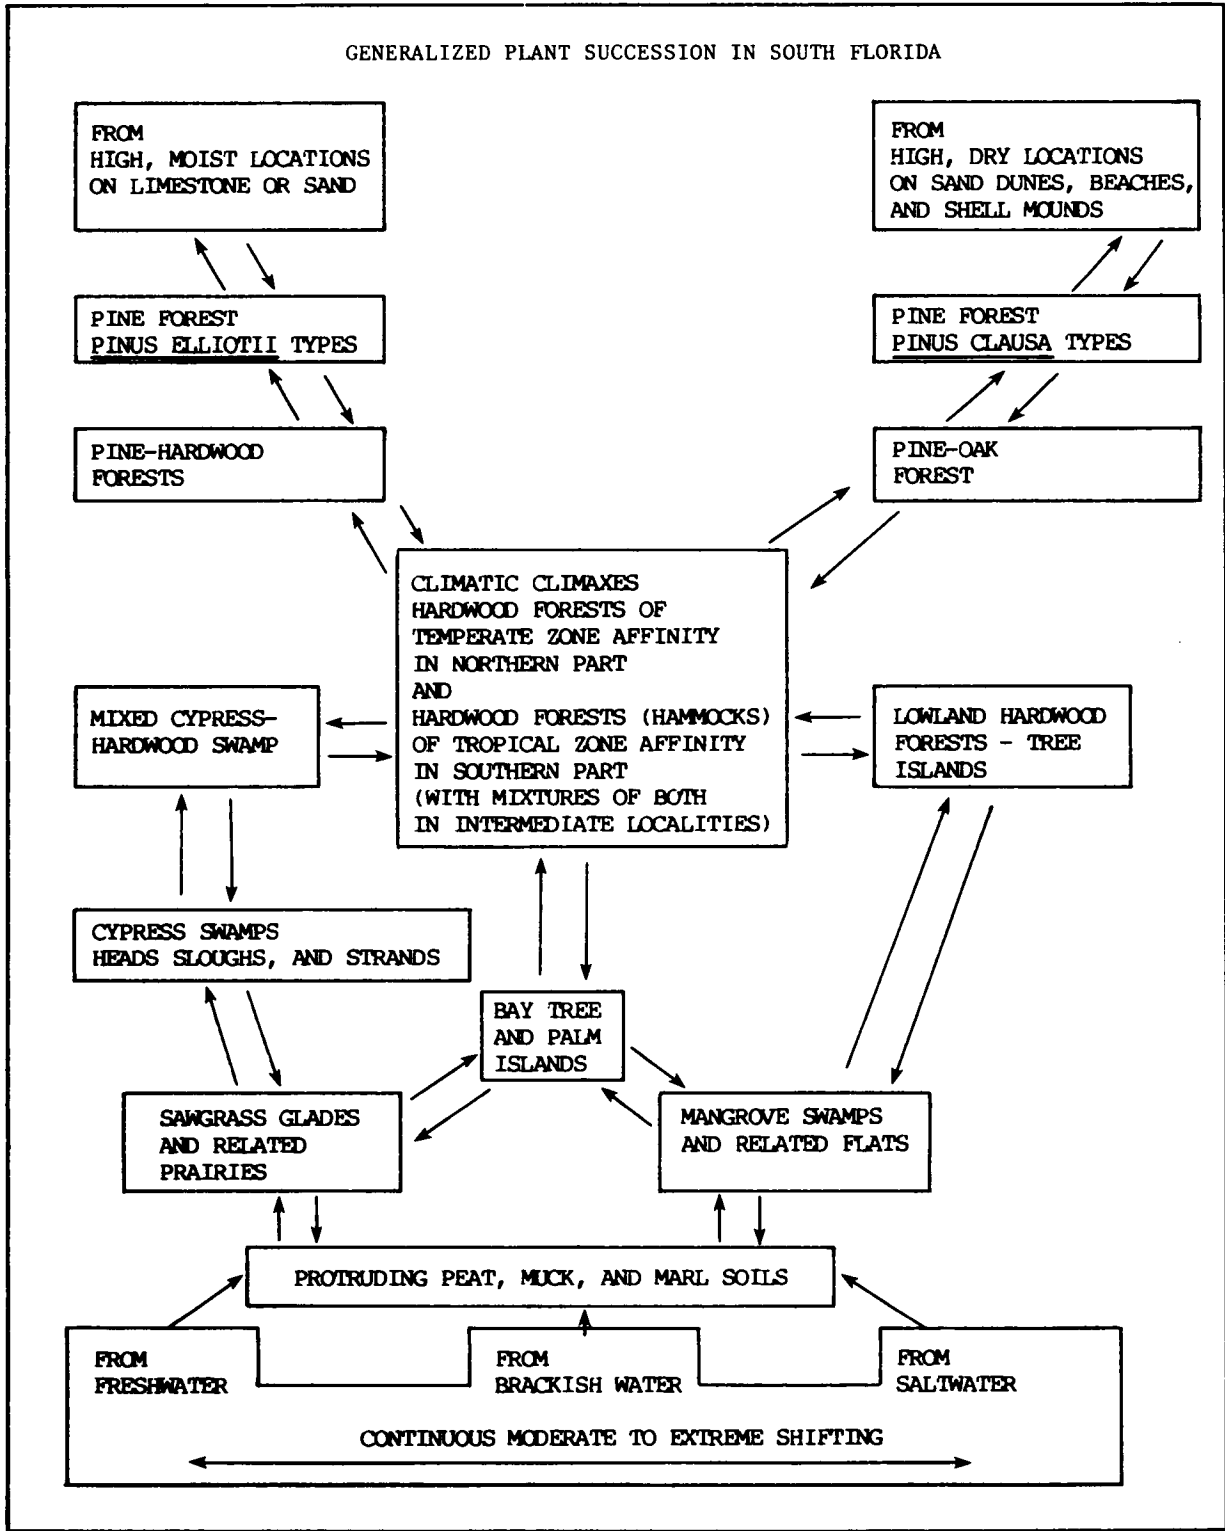 GENERALIZED PLANT SUCCESSION IN SOUTH FLORIDA
FROM
HIGH, MOIST LOCATIONS
ON LIMESTONE OR SAND
FROM
HIGH, DRY LOCATIONS
ON SAND DUNES, BEACHES,
AND SHELL MOUNDS
PINE FOREST
PINUS ELLIOTII TYPES
PINE FOREST
PINUS CLAUSA TYPES
PINE-HARDWOOD
FORESTS
PINE-OAK
FOREST
CLIMATIC CLIMAXES
HARDWOOD FORESTS OF
TEMPERATE ZONE AFFINITY
IN NORTHERN PART
AND
HARDWOOD FORESTS (HAMMOCKS)
OF TROPICAL ZONE AFFINITY
IN SOUTHERN PART
(WITH MIXTURES OF BOTH
IN INTERMEDIATE LOCALITIES)
MIXED CYPRESS-
HARDWOOD SWAMP
LOWLAND HARDWOOD
FORESTS - TREE
ISLANDS
CYPRESS SWAMPS
HEADS SLOUGHS, AND STRANDS
BAY TREE
AND PALM
ISLANDS
SAWGRASS GLADES
AND RELATED
PRAIRIES
MANGROVE SWAMPS
AND RELATED FLATS
PROTRUDING PEAT, MUCK, AND MARL SOILS
FROM
FRESHWATER
FROM
BRACKISH WATER
FROM
SALTWATER
CONTINUOUS MODERATE TO EXTREME SHIFTING